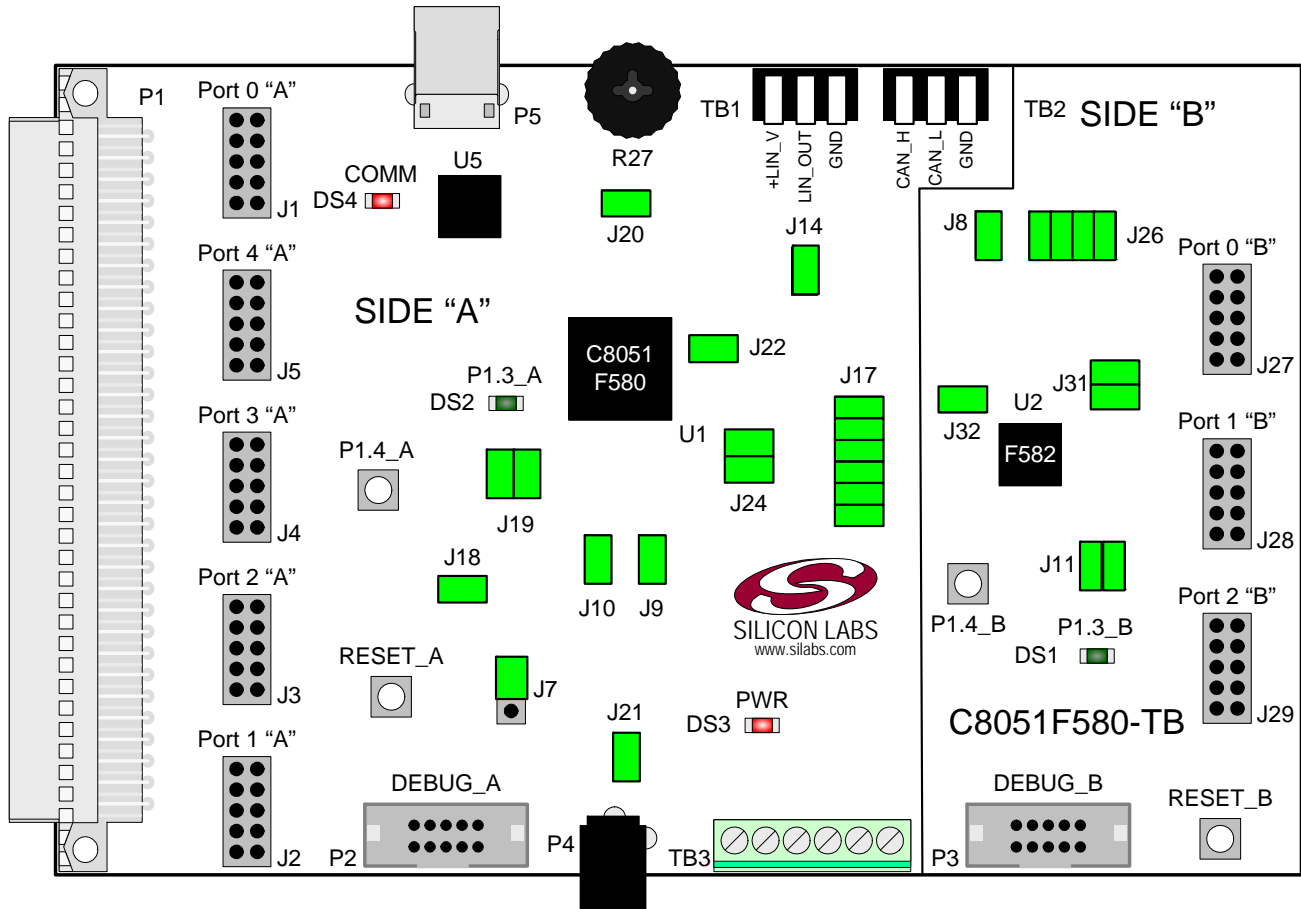 P1
Port 0 “A”
J1
P5
R27
TB1
+LIN_V
LIN_OUT
GND
CAN_H
CAN_L
GND
TB2
SIDE “B”
COMM
DS4
U5
J20
J14
J8
J26
Port 0 “B”
J27
Port 4 “A”
J5
SIDE “A”
C8051
F580
J22
P1.3_A
DS2
J17
J31
J32
U2
F582
Port 3 “A”
J4
P1.4_A
J19
U1
J24
Port 1 “B”
J28
J18
J10
J9
SILICON LABS
www.silabs.com
J11
P1.4_B
P1.3_B
DS1
Port 2 “A”
J3
RESET_A
J7
J21
PWR
DS3
Port 2 “B”
J29
C8051F580-TB
Port 1 “A”
J2
DEBUG_A
P2
P4
TB3
DEBUG_B
P3
RESET_B